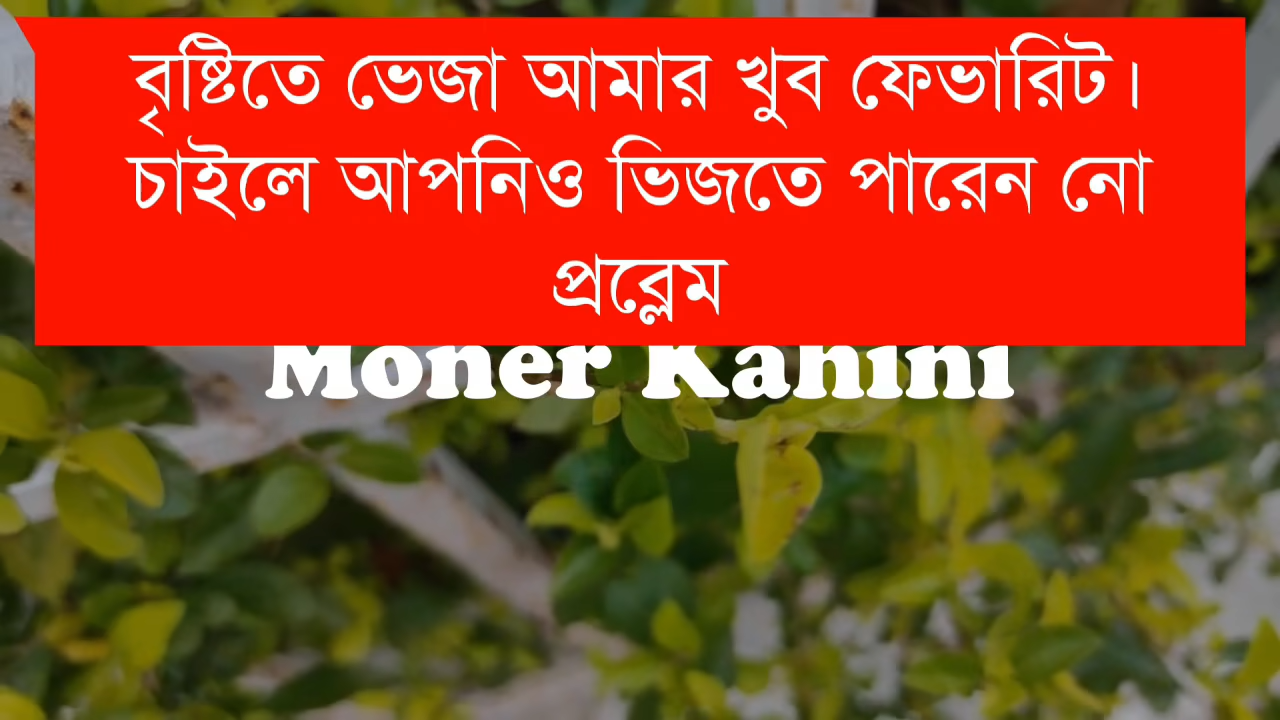 বৃষ্টিতে ভেজা আমার খুব ফেভারিট।
চাইলে আপনিও ভিজতে পারেন নো
প্রব্লেম
Moner Kahini